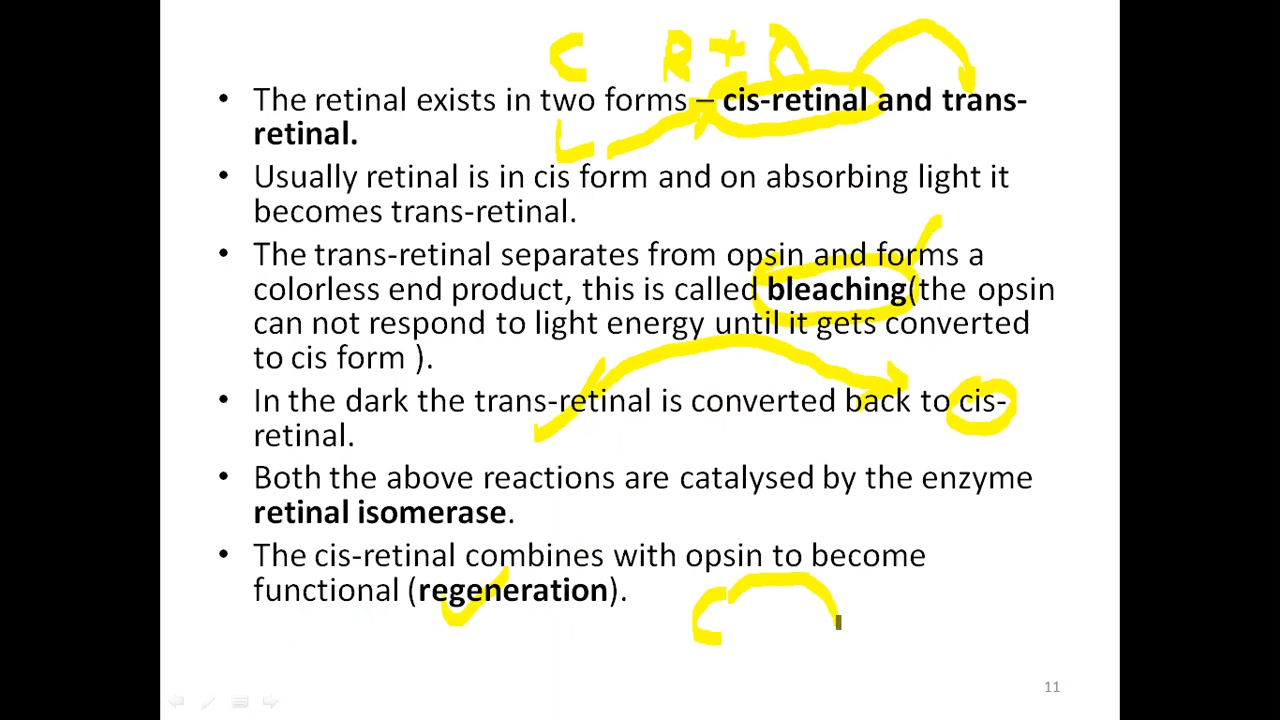 C R + O
• The retinal exists in two forms – cis-retinal and trans-
retinal.
L
• Usually retinal is in cis form and on absorbing light it
becomes trans-retinal.
• The trans-retinal separates from opsin and forms a
colorless end product, this is called bleaching(the opsin
can not respond to light energy until it gets converted
to cis form ).
• In the dark the trans-retinal is converted back to cis-
retinal.
• Both the above reactions are catalysed by the enzyme
retinal isomerase.
• The cis-retinal combines with opsin to become
functional (regeneration).
C
11